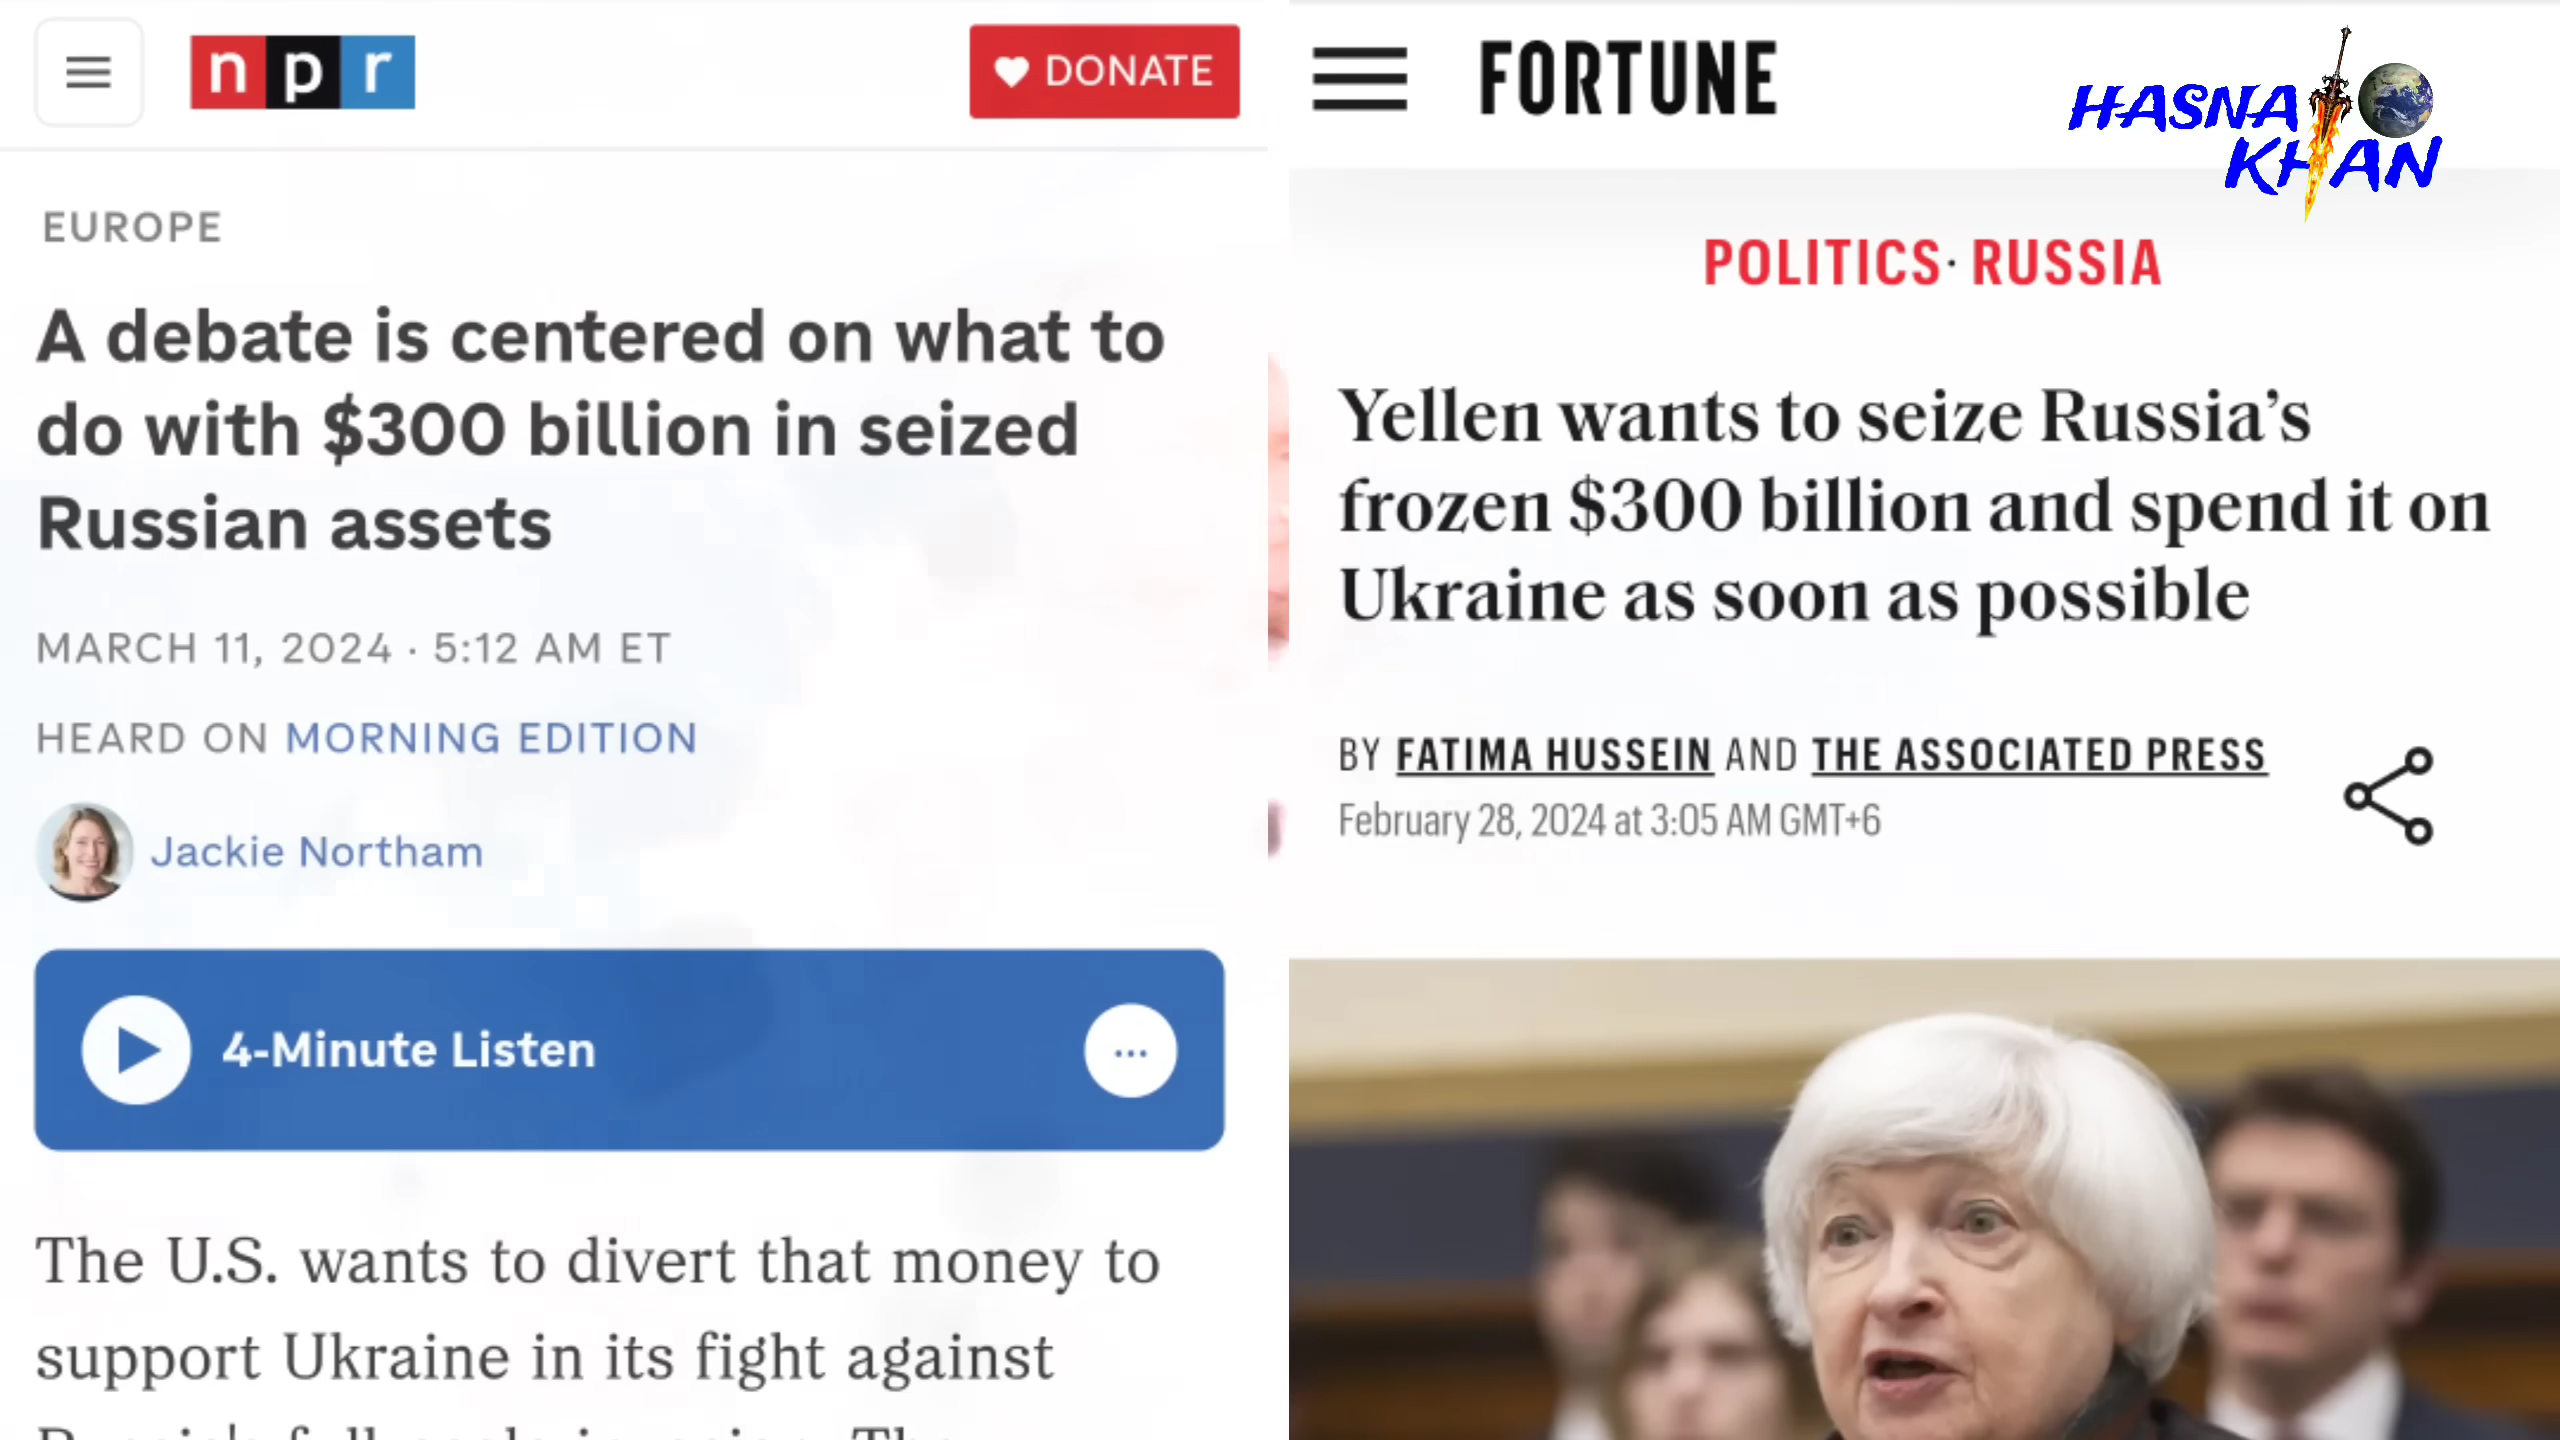 npr
DONATE
EUROPE
A debate is centered on what to
do with $300 billion in seized
Russian assets
MARCH 11, 2024 · 5:12 AM ET
HEARD ON MORNING EDITION
Jackie Northam
4-Minute Listen
The U.S. wants to divert that money to
support Ukraine in its fight against
FORTUNE
HASNA
KHAN
POLITICS· RUSSIA
Yellen wants to seize Russia’s
frozen $300 billion and spend it on
Ukraine as soon as possible
BY FATIMA HUSSEIN AND THE ASSOCIATED PRESS
February 28, 2024 at 3:05 AM GMT+6